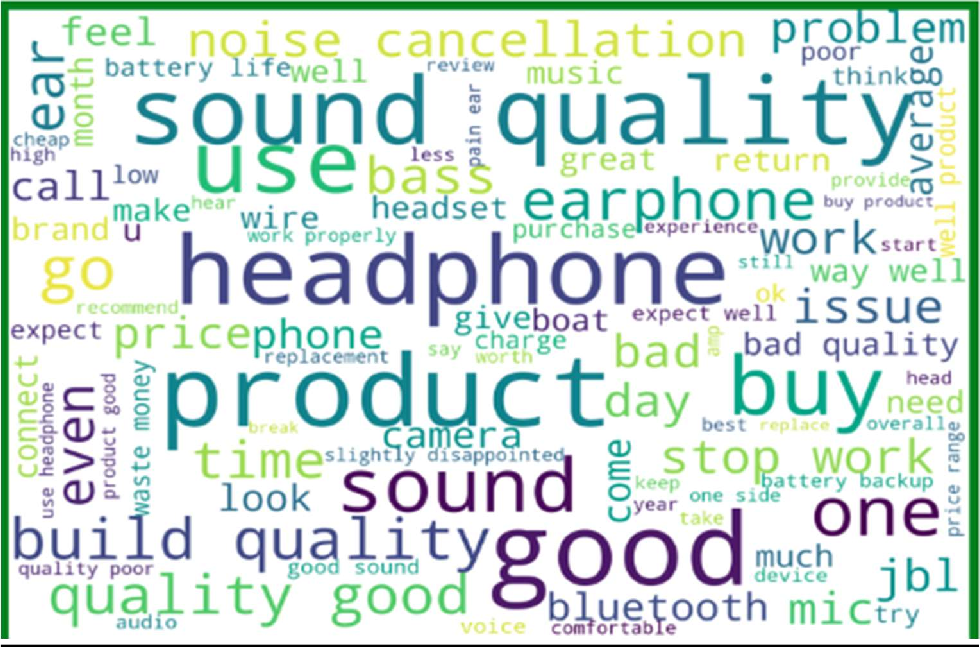 feel
noise cancellation
problem
ear
month
battery life
well
review
music
poor
think
average
sound quality
pain ear
well product
cheap
high
use
less
bass
great
return
call
low
provide
make
hear
headset
earphone
buy product
brand
u
wire
work properly
purchase
experience
work
start
go
headphone
still
way well
recommend
ok
issue
expect
price
phone
give
boat
expect well
replacement
charge
say
worth
bad
amp
bad quality
connect
use headphone
even
product good
waste money
product
day
buy
head
need
break
camera
best
replace
overall
time
slightly disappointed
come
stop work
look
sound
keep
battery backup
year
one side
one
price range
take
build quality
good
quality poor
good sound
much
device
jbl
quality good
bluetooth
mic
try
audio
voice
comfortable